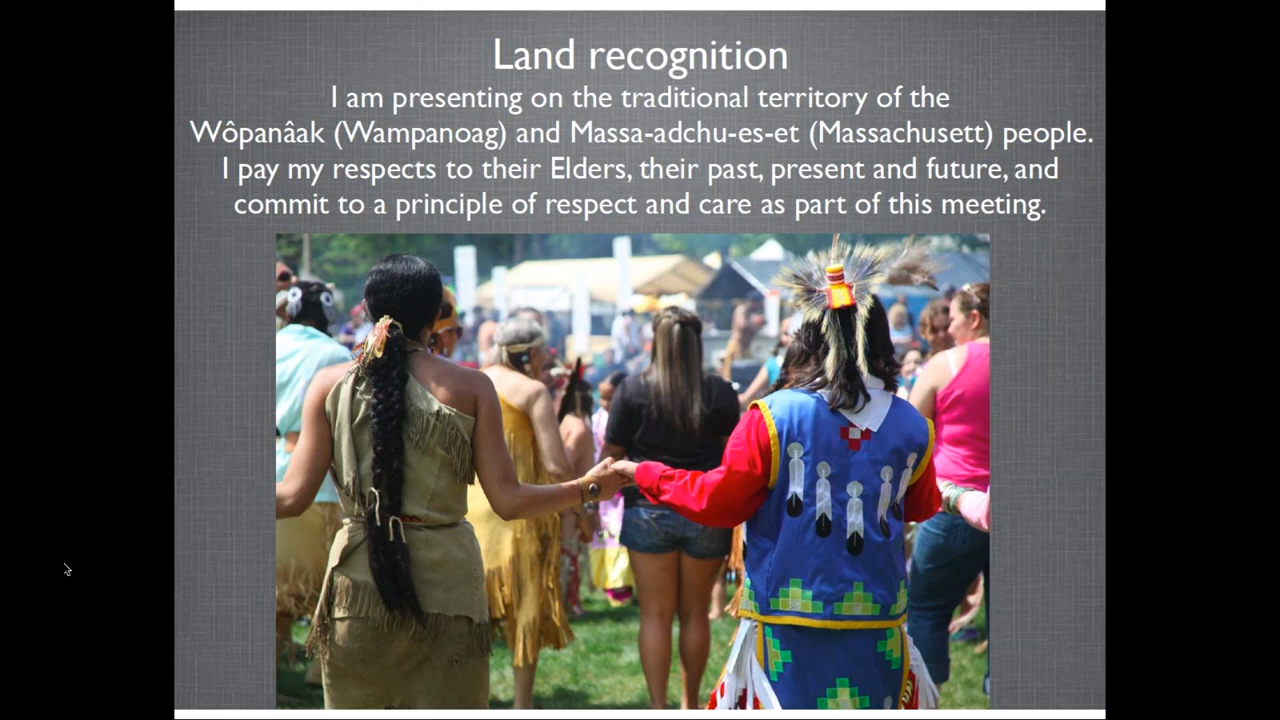 Land recognition
I am presenting on the traditional territory of the
Wôpanâak (Wampanoag) and Massa-adchu-es-et (Massachusett) people.
I pay my respects to their Elders, their past, present and future, and
commit to a principle of respect and care as part of this meeting.